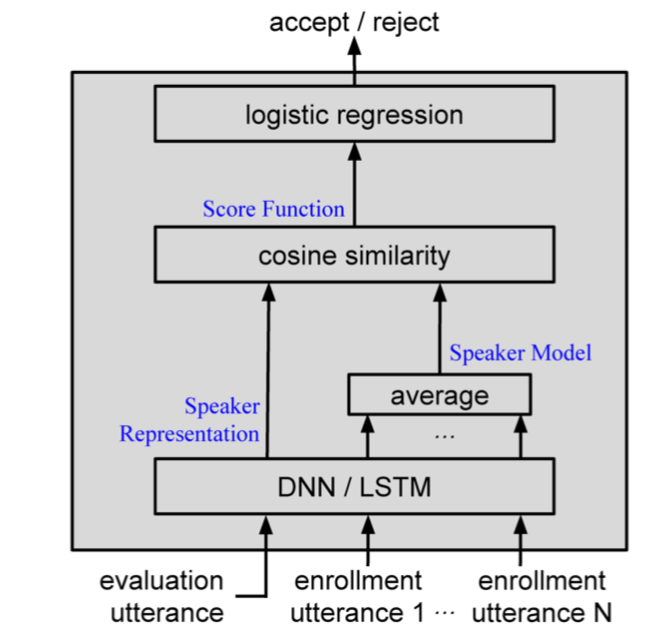 accept / reject
logistic regression
Score Function
cosine similarity
Speaker Model
average
Speaker
Representation
...
DNN / LSTM
evaluation
utterance
enrollment
utterance 1
...
enrollment
utterance N